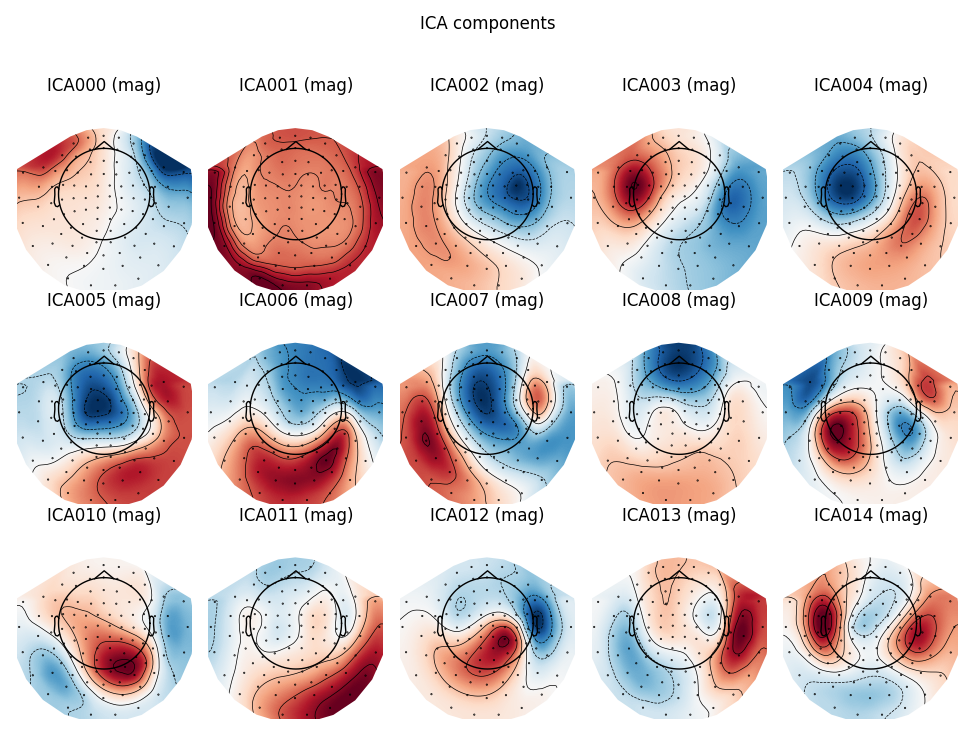 ICA components
ICA000 (mag) ICA001 (mag) ICA002 (mag) ICA003 (mag) ICA004 (mag)
ICA005 (mag) ICA006 (mag) ICA007 (mag) ICA008 (mag) ICA009 (mag)
ICA010 (mag) ICA011 (mag) ICA012 (mag) ICA013 (mag) ICA014 (mag)